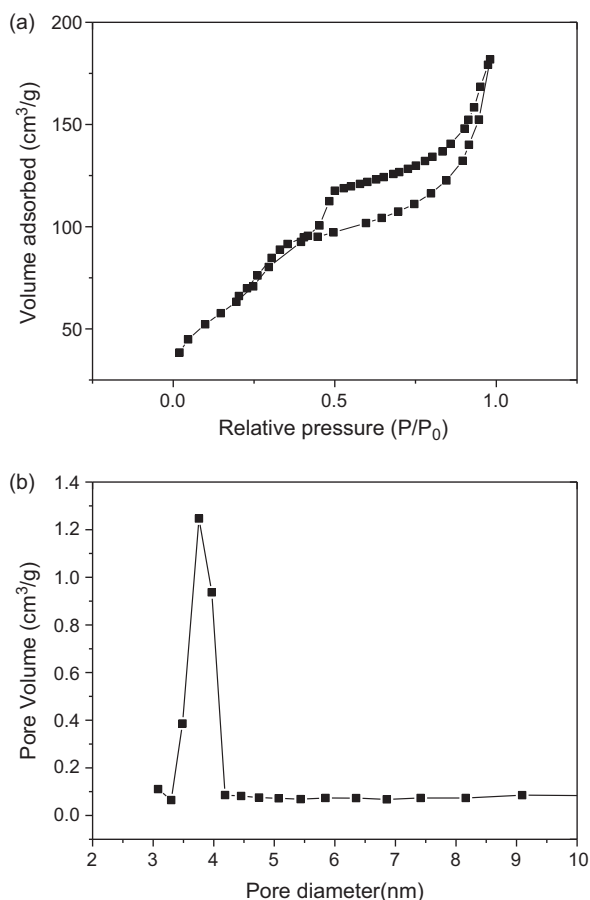 (a)
200
150
100
50
Volume adsorbed (cm³/g)
0.0 0.5 1.0
Relative pressure (P/P₀)
(b)
1.4
1.2
1.0
0.8
0.6
0.4
0.2
0.0
Pore Volume (cm³/g)
2 3 4 5 6 7 8 9 10
Pore diameter(nm)